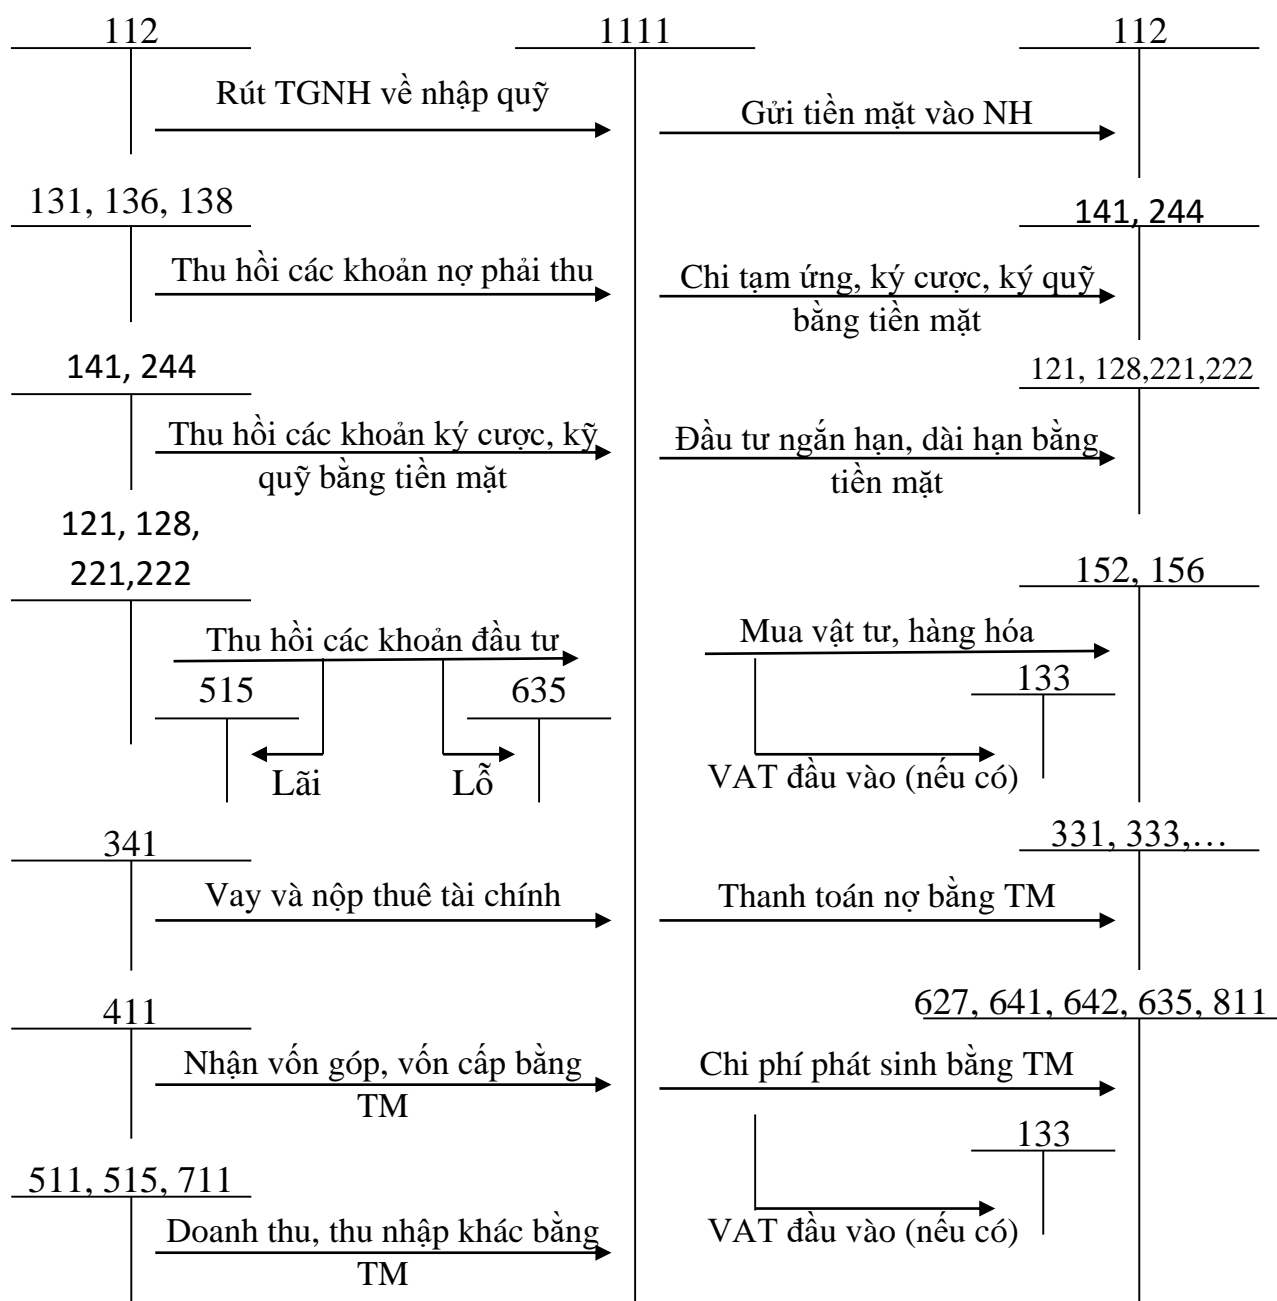 112
1111
112
Rút TGNH về nhập quỹ
Gửi tiền mặt vào NH
131, 136, 138
141, 244
Thu hồi các khoản nợ phải thu
Chi tạm ứng, ký cược, ký quỹ
bằng tiền mặt
141, 244
121, 128,221,222
Thu hồi các khoản ký cược, kỹ
quỹ bằng tiền mặt
Đầu tư ngắn hạn, dài hạn bằng
tiền mặt
121, 128,
221,222
152, 156
Thu hồi các khoản đầu tư
Mua vật tư, hàng hóa
515
635
133
Lãi
Lỗ
VAT đầu vào (nếu có)
341
331, 333,…
Vay và nộp thuê tài chính
Thanh toán nợ bằng TM
411
627, 641, 642, 635, 811
Nhận vốn góp, vốn cấp bằng
TM
Chi phí phát sinh bằng TM
133
511, 515, 711
Doanh thu, thu nhập khác bằng
TM
VAT đầu vào (nếu có)